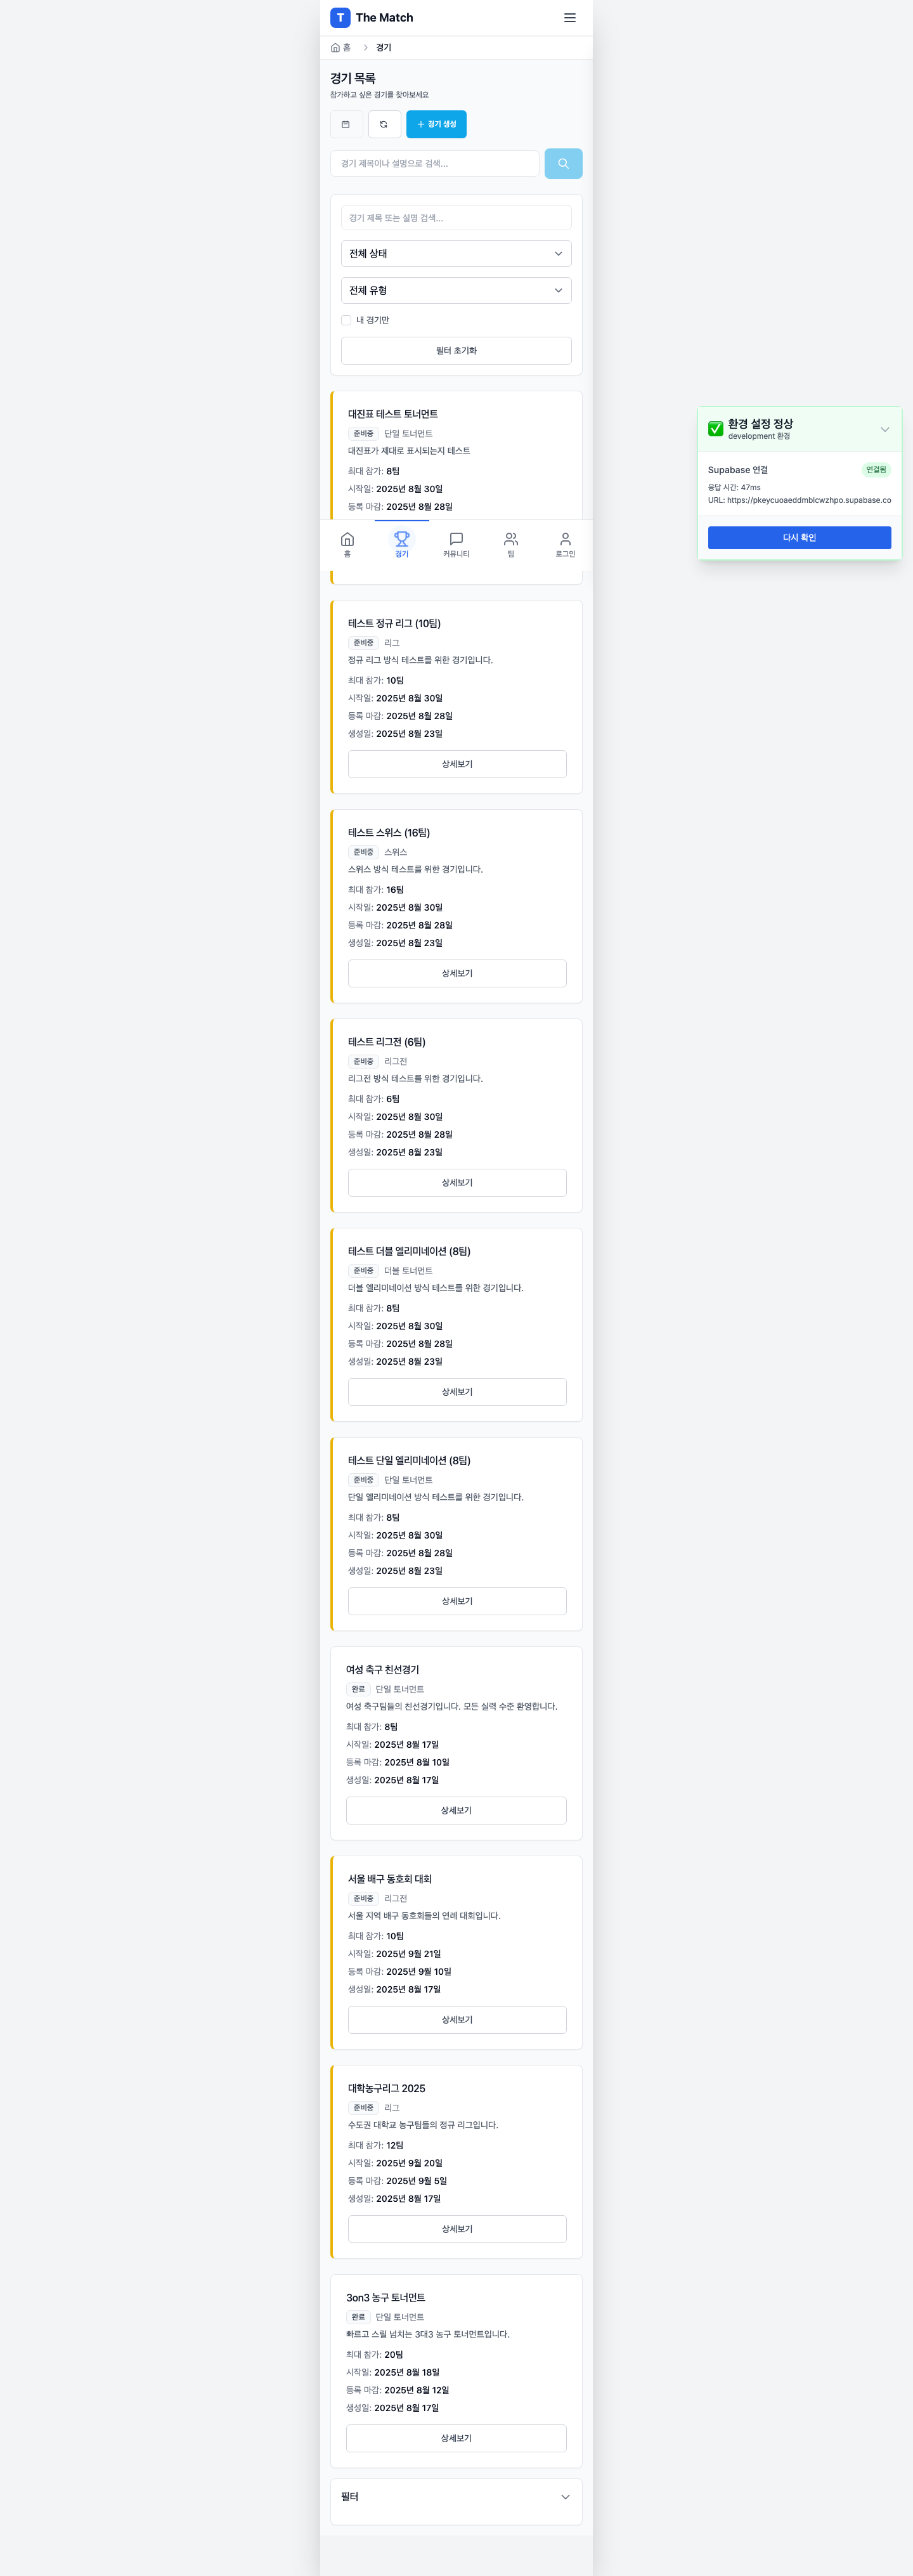 T The Match
홈 > 경기
경기 목록
참가하고 싶은 경기를 찾아보세요
+ 경기 생성
경기 제목이나 설명으로 검색...
경기 제목 또는 설명 검색...
전체 상태
전체 유형
내 경기만
필터 초기화
대진표 테스트 토너먼트
준비중 단일 토너먼트
대진표가 제대로 표시되는지 테스트
최대 참가: 8팀
시작일: 2025년 8월 30일
등록 마감: 2025년 8월 28일
홈 경기 커뮤니티 팀 로그인
✅ 환경 설정 정상
development 환경
Supabase 연결 연결됨
응답 시간: 47ms
URL: https://pkeycuoaeddmblcwzhpo.supabase.co
다시 확인
테스트 정규 리그 (10팀)
준비중 리그
정규 리그 방식 테스트를 위한 경기입니다.
최대 참가: 10팀
시작일: 2025년 8월 30일
등록 마감: 2025년 8월 28일
생성일: 2025년 8월 23일
상세보기
테스트 스위스 (16팀)
준비중 스위스
스위스 방식 테스트를 위한 경기입니다.
최대 참가: 16팀
시작일: 2025년 8월 30일
등록 마감: 2025년 8월 28일
생성일: 2025년 8월 23일
상세보기
테스트 리그전 (6팀)
준비중 리그전
리그전 방식 테스트를 위한 경기입니다.
최대 참가: 6팀
시작일: 2025년 8월 30일
등록 마감: 2025년 8월 28일
생성일: 2025년 8월 23일
상세보기
테스트 더블 엘리미네이션 (8팀)
준비중 더블 토너먼트
더블 엘리미네이션 방식 테스트를 위한 경기입니다.
최대 참가: 8팀
시작일: 2025년 8월 30일
등록 마감: 2025년 8월 28일
생성일: 2025년 8월 23일
상세보기
테스트 단일 엘리미네이션 (8팀)
준비중 단일 토너먼트
단일 엘리미네이션 방식 테스트를 위한 경기입니다.
최대 참가: 8팀
시작일: 2025년 8월 30일
등록 마감: 2025년 8월 28일
생성일: 2025년 8월 23일
상세보기
여성 축구 친선경기
완료 단일 토너먼트
여성 축구팀들의 친선경기입니다. 모든 실력 수준 환영합니다.
최대 참가: 8팀
시작일: 2025년 8월 17일
등록 마감: 2025년 8월 10일
생성일: 2025년 8월 17일
상세보기
서울 배구 동호회 대회
준비중 리그전
서울 지역 배구 동호회들의 연례 대회입니다.
최대 참가: 10팀
시작일: 2025년 9월 21일
등록 마감: 2025년 9월 10일
생성일: 2025년 8월 17일
상세보기
대학농구리그 2025
준비중 리그
수도권 대학교 농구팀들의 정규 리그입니다.
최대 참가: 12팀
시작일: 2025년 9월 20일
등록 마감: 2025년 9월 5일
생성일: 2025년 8월 17일
상세보기
3on3 농구 토너먼트
완료 단일 토너먼트
빠르고 스릴 넘치는 3대3 농구 토너먼트입니다.
최대 참가: 20팀
시작일: 2025년 8월 18일
등록 마감: 2025년 8월 12일
생성일: 2025년 8월 17일
상세보기
필터